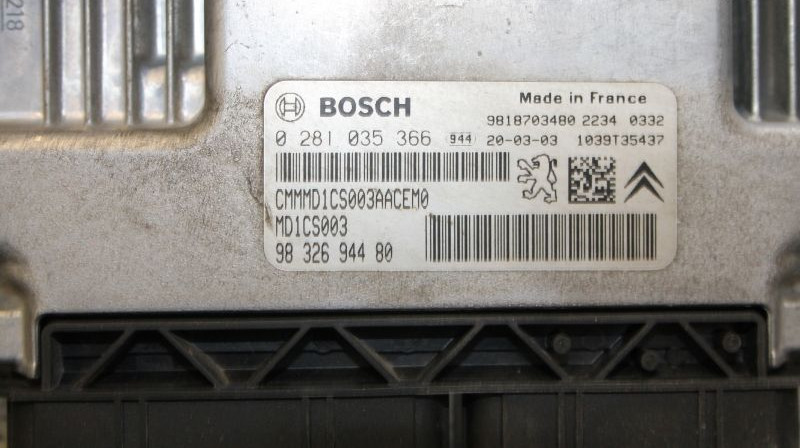 218
BOSCH
Made in France
9818703480 2234 0332
0 281 035 366 944 20-03-03 1039T35437
CMMMD1CS003AACEM0
MD1CS003
98 326 944 80